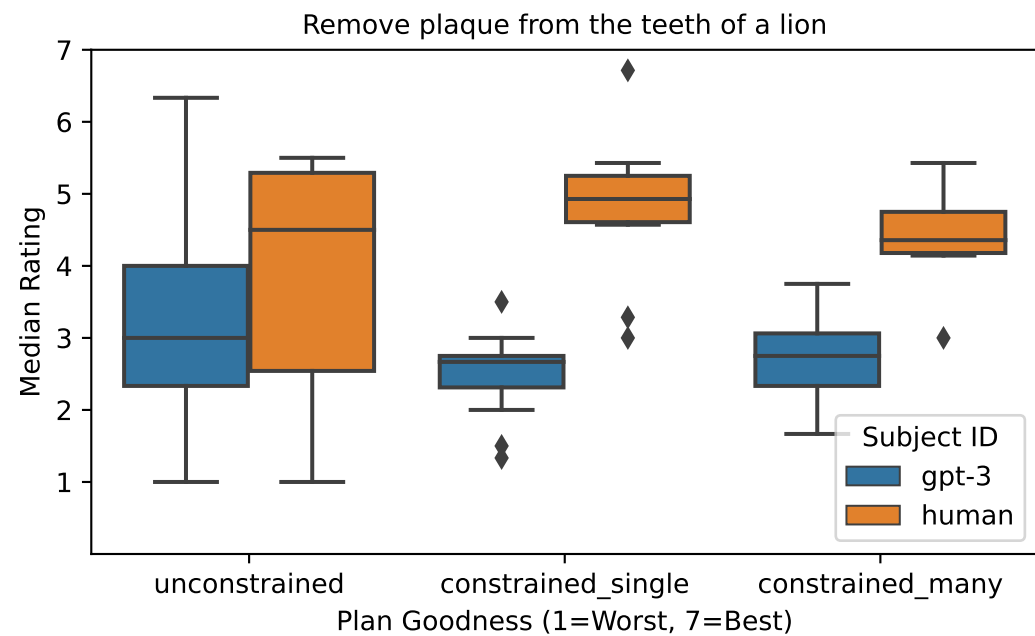 Remove plaque from the teeth of a lion
Median Rating
7
6
5
4
3
2
1
Subject ID
gpt-3
human
unconstrained
constrained_single
constrained_many
Plan Goodness (1=Worst, 7=Best)